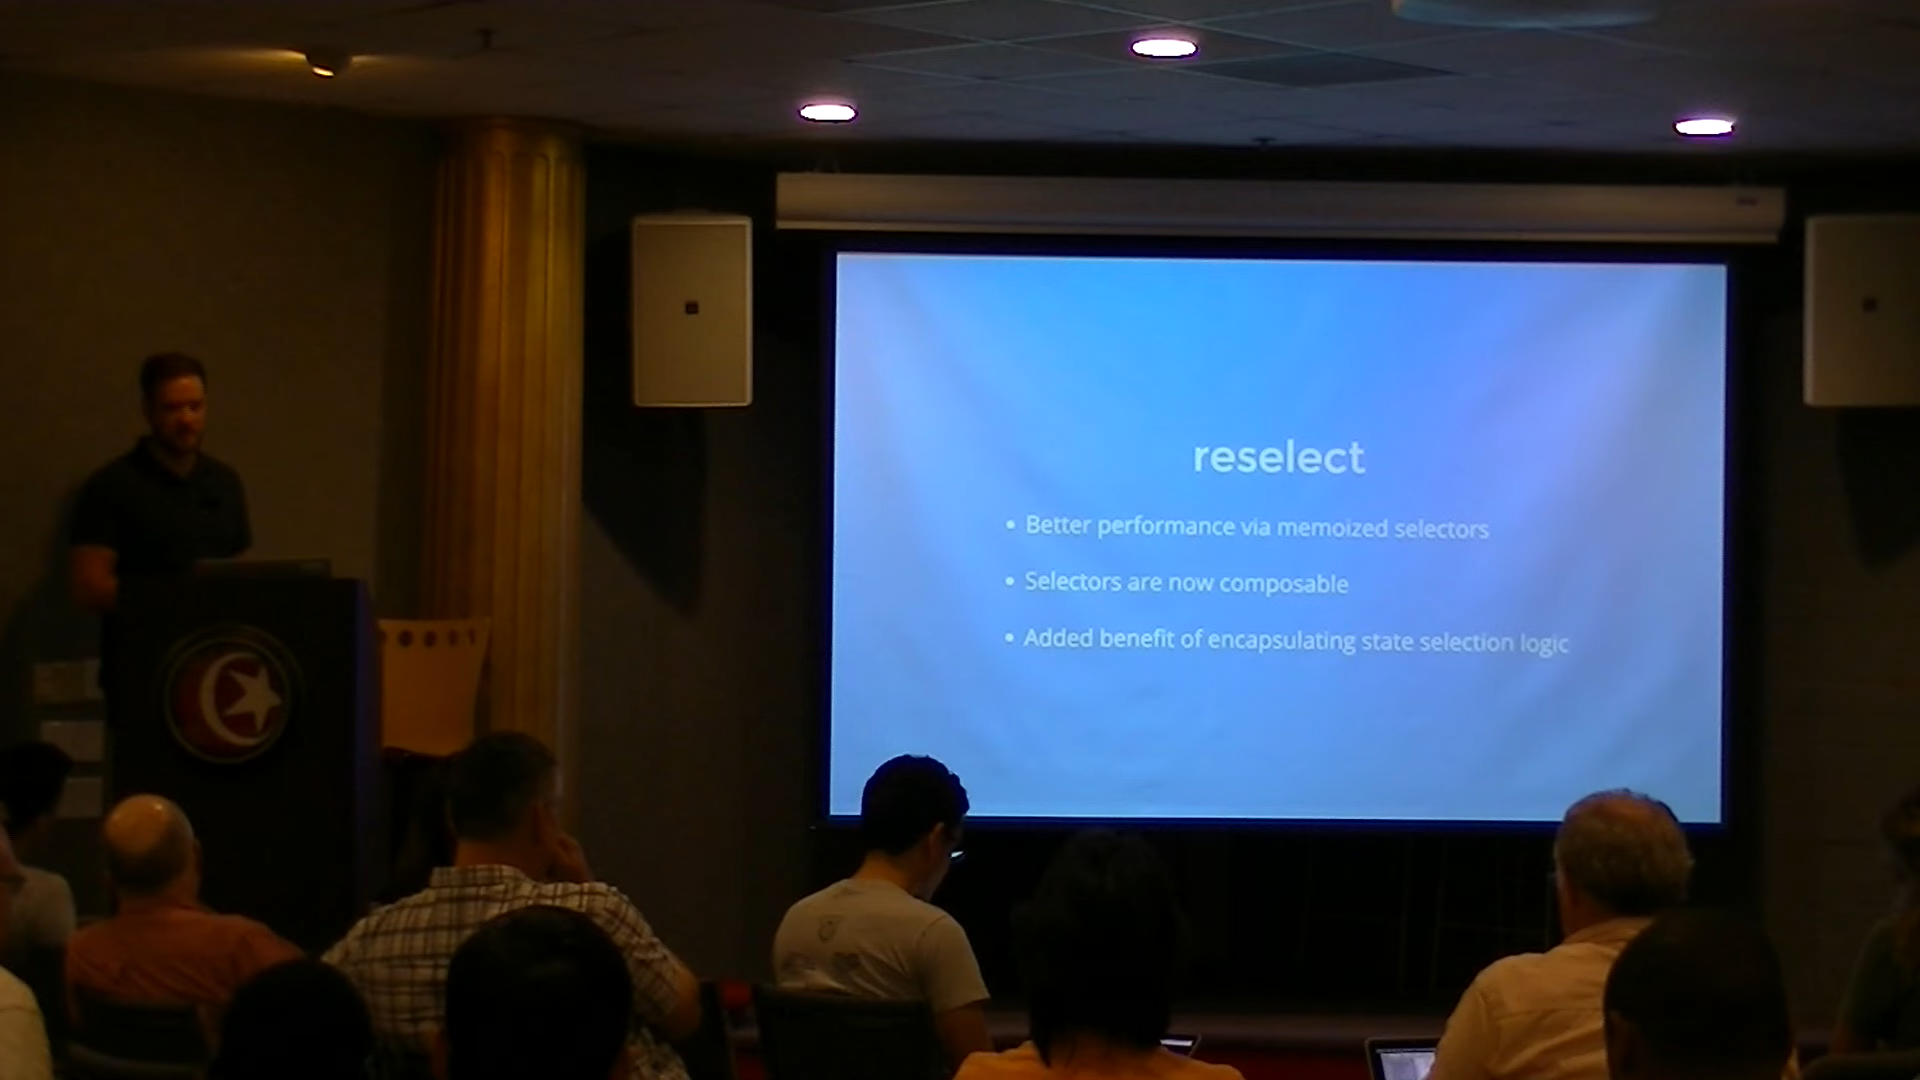 reselect
• Better performance via memoized selectors
• Selectors are now composable
• Added benefit of encapsulating state selection logic